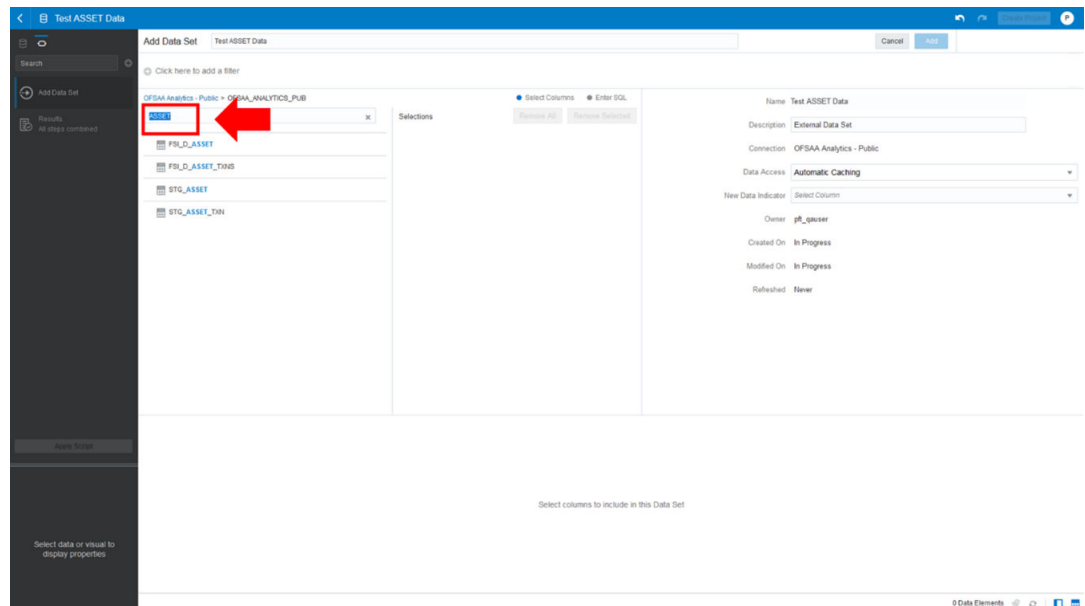 Test ASSET Data
Create Project
P
Search
Add Data Set
Results
All steps combined
Apply Script
Select data or visual to
display properties
Add Data Set
Test ASSET Data
Cancel
Add
Click here to add a filter
OFSAA Analytics - Public > OFSAA_ANALYTICS_PUB
Select Columns
Enter SQL
ASSET
FSI_D_ASSET
FSI_D_ASSET_TXNS
STG_ASSET
STG_ASSET_TXN
Selections
Remove All
Remove Selected
Name Test ASSET Data
Description External Data Set
Connection OFSAA Analytics - Public
Data Access Automatic Caching
New Data Indicator Select Column
Owner pft_qauser
Created On In Progress
Modified On In Progress
Refreshed Never
Select columns to include in this Data Set
0 Data Elements